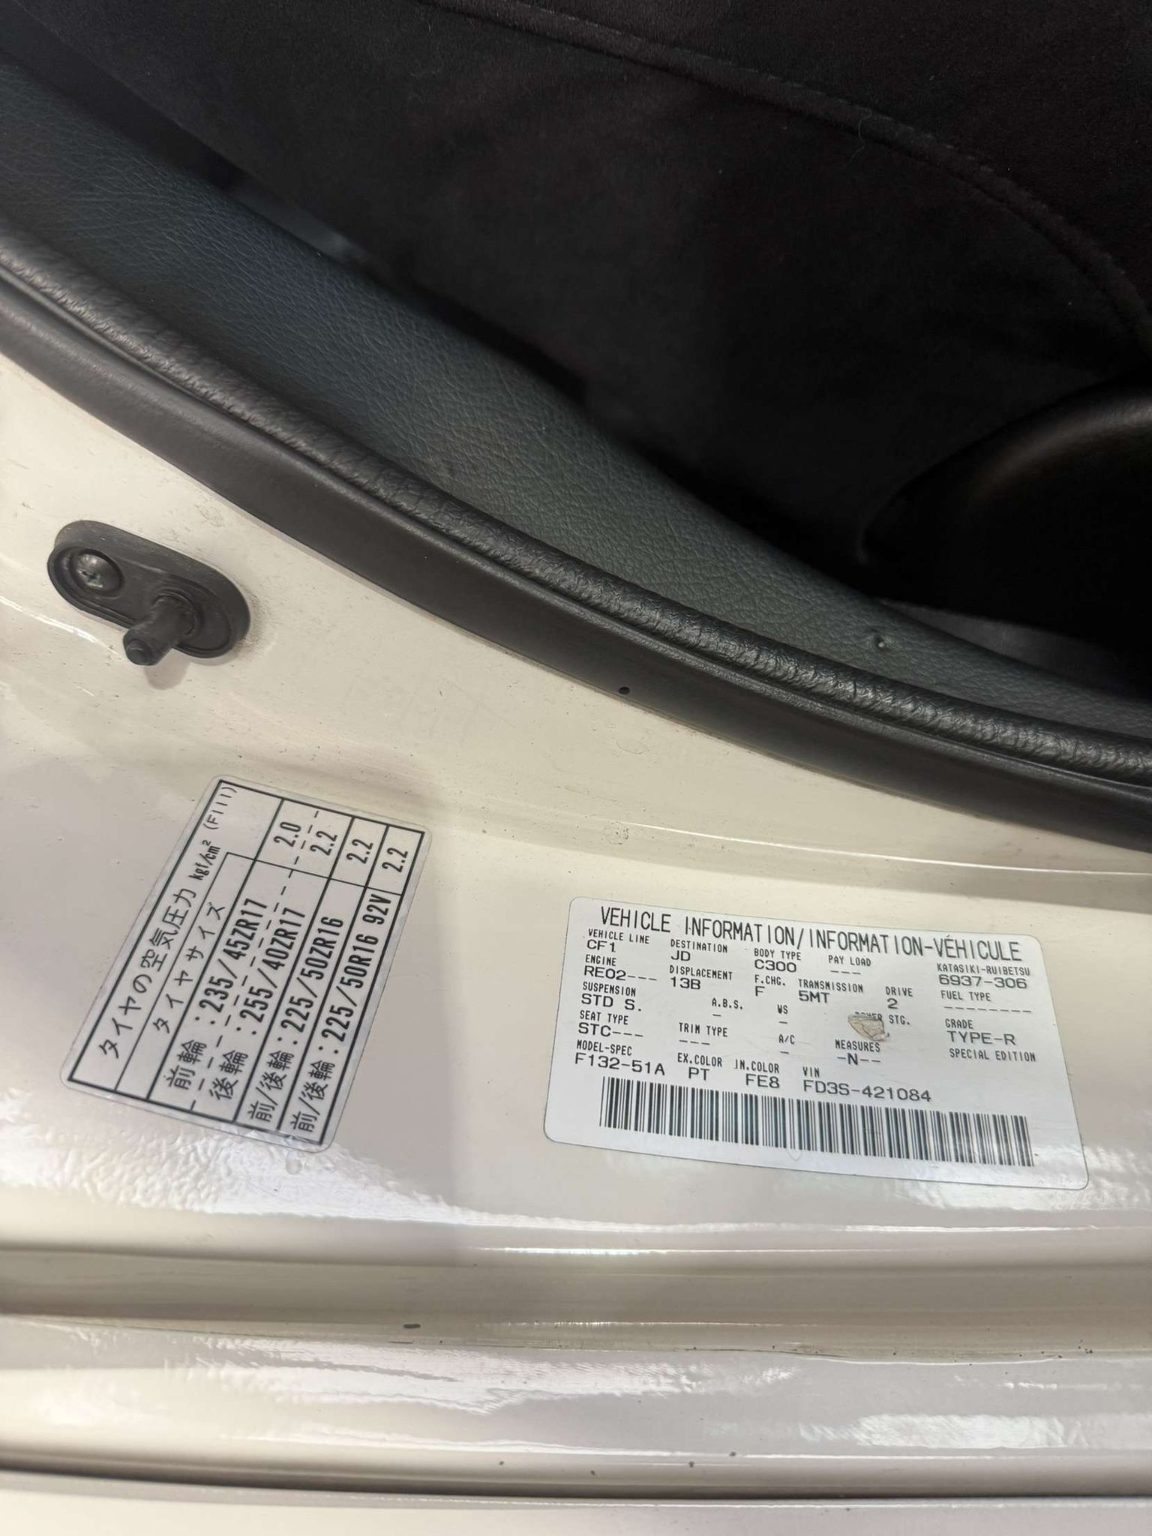 タイヤの空気圧力 kgf/cm² (F111)
タイヤサイズ
前輪 : 235/45ZR17 2.0
後輪 : 255/40ZR17 2.2
前/後輪 : 225/50ZR16 2.2
前/後輪 : 225/50R16 92V 2.2
VEHICLE INFORMATION/INFORMATION-VÉHICULE
VEHICLE LINE DESTINATION BODY TYPE PAY LOAD KATASIKI-RUIBETSU
CF1 JD C300 --- 6937-306
ENGINE DISPLACEMENT F.CHG. TRANSMISSION DRIVE FUEL TYPE
RE02--- 13B F 5MT 2 --------
SUSPENSION A.B.S. WS STG. GRADE
STD S. - - TYPE-R
SEAT TYPE TRIM TYPE A/C MEASURES SPECIAL EDITION
STC--- --- - -N--
MODEL-SPEC EX.COLOR IN.COLOR VIN
F132-51A PT FE8 FD3S-421084